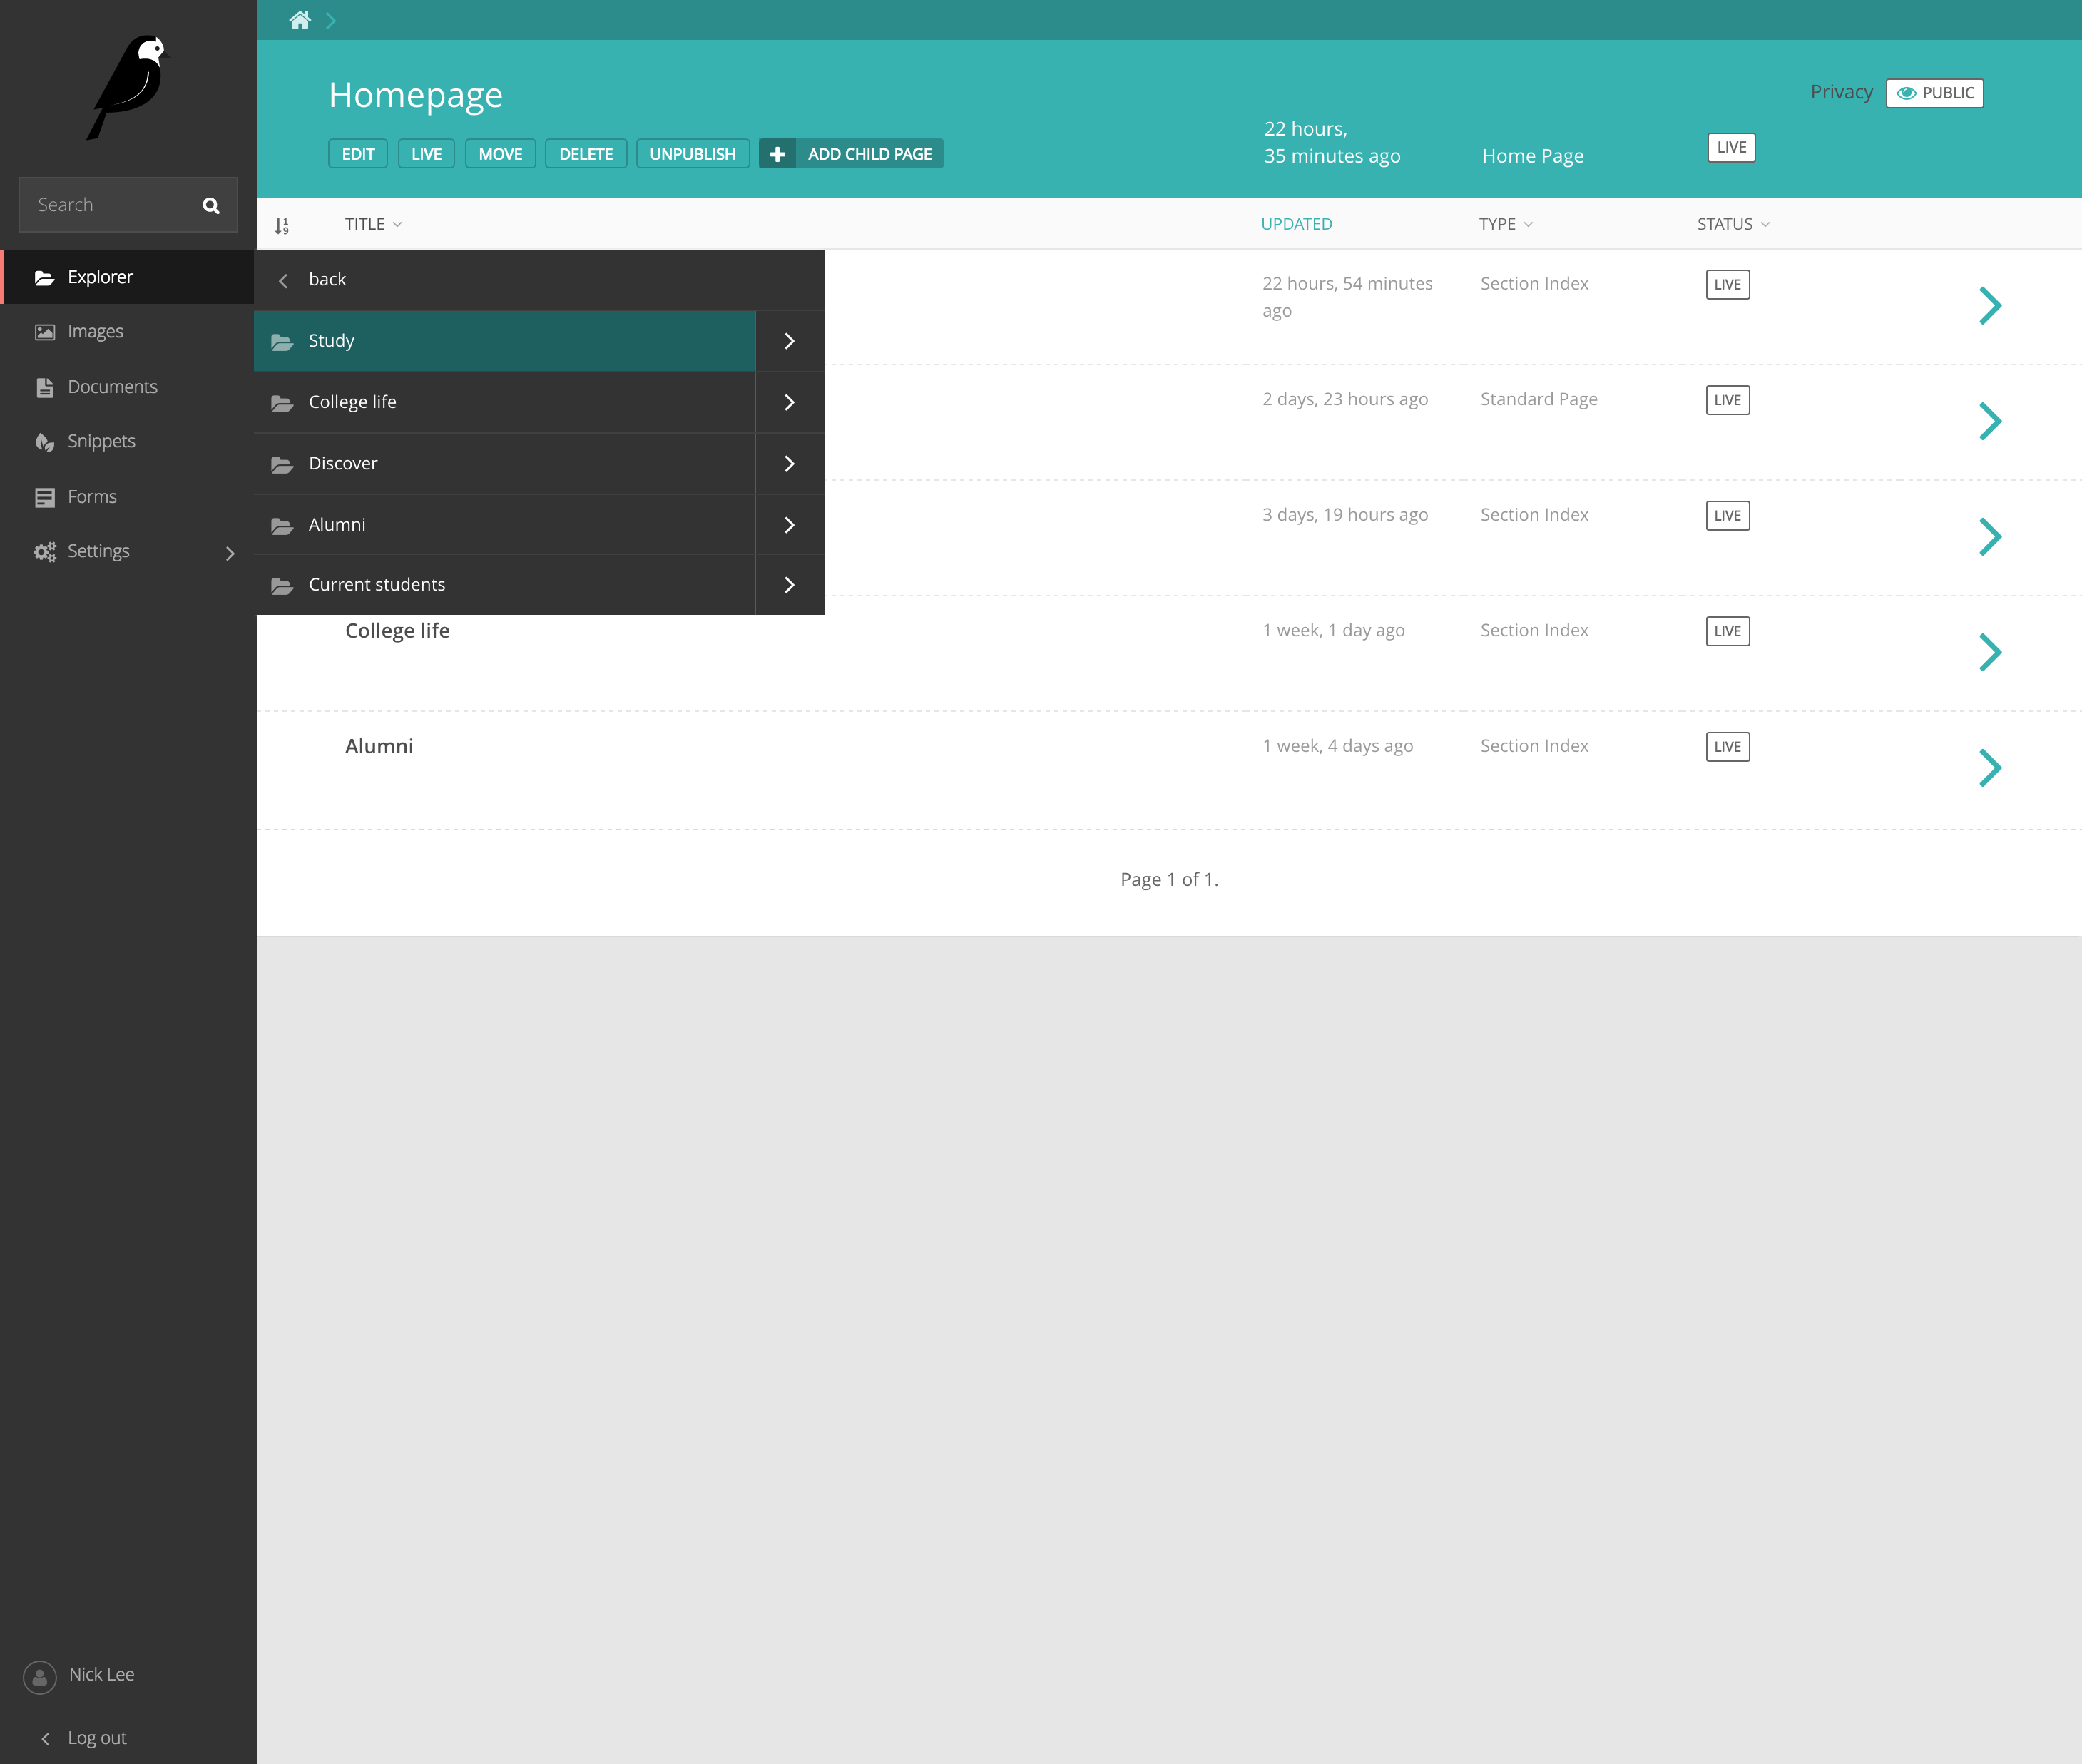 Homepage
Privacy PUBLIC
22 hours,
35 minutes ago
Home Page
LIVE
EDIT LIVE MOVE DELETE UNPUBLISH ADD CHILD PAGE
Search
1
9
TITLE UPDATED TYPE STATUS
Explorer
Images
Documents
Snippets
Forms
Settings
back
Study
College life
Discover
Alumni
Current students
22 hours, 54 minutes
ago
Section Index LIVE
2 days, 23 hours ago Standard Page LIVE
3 days, 19 hours ago Section Index LIVE
College life 1 week, 1 day ago Section Index LIVE
Alumni 1 week, 4 days ago Section Index LIVE
Page 1 of 1.
Nick Lee
Log out